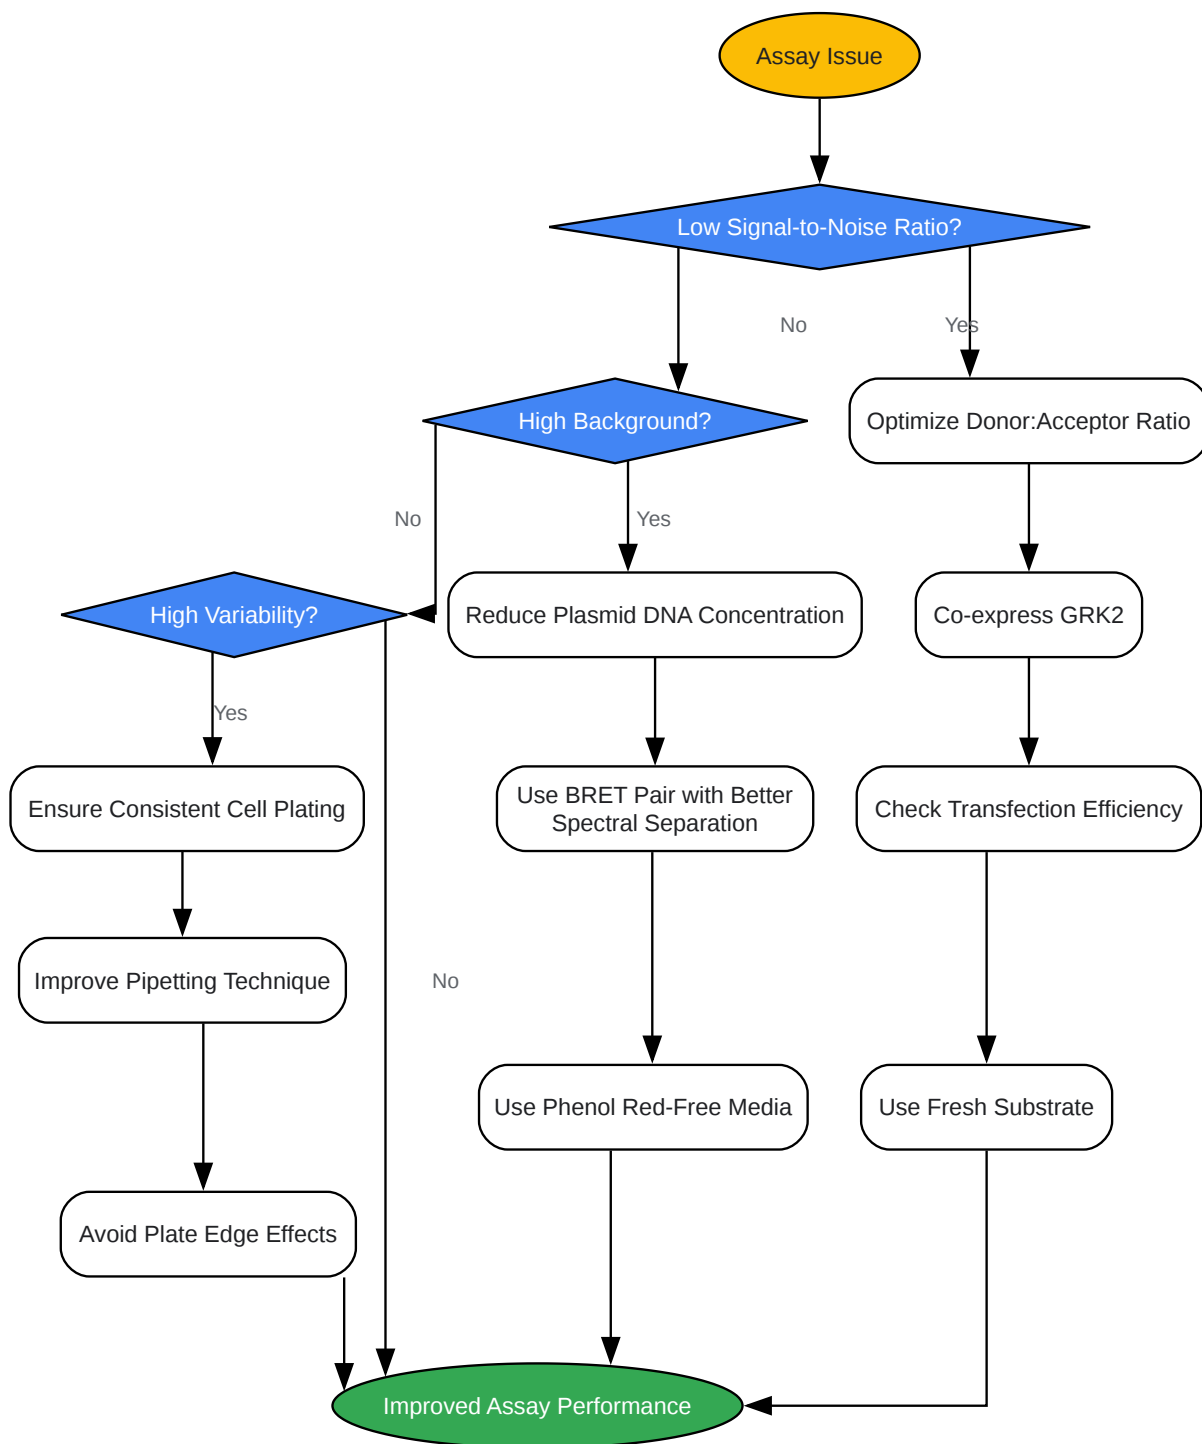 Assay Issue
Low Signal-to-Noise Ratio?
No
Yes
High Background?
Optimize Donor:Acceptor Ratio
No
Yes
High Variability?
Reduce Plasmid DNA Concentration
Co-express GRK2
Yes
Ensure Consistent Cell Plating
Use BRET Pair with Better
Spectral Separation
Check Transfection Efficiency
Improve Pipetting Technique
No
Use Phenol Red-Free Media
Use Fresh Substrate
Avoid Plate Edge Effects
Improved Assay Performance